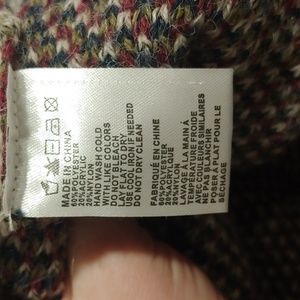 MADE IN CHINA
60%POLYESTER
20%ACRYLIC
20%NYLON
HAND WASH COLD
WITH LIKE COLORS
DO NOT BLEACH
LAY FLAT TO DRY
USE COOL IRON IF NEEDED
DO NOT DRY CLEAN
FABRIQUÉ EN CHINE
60%POLYESTER
20%ACRYLIQUE
20%NYLON
LAVAGE À LA MAIN À
TEMPÉRATURE FROIDE
AVEC COULEURS SIMILAIRES
NE PAS BLANCHIR
POSER À PLAT POUR LE
SÉCHAGE